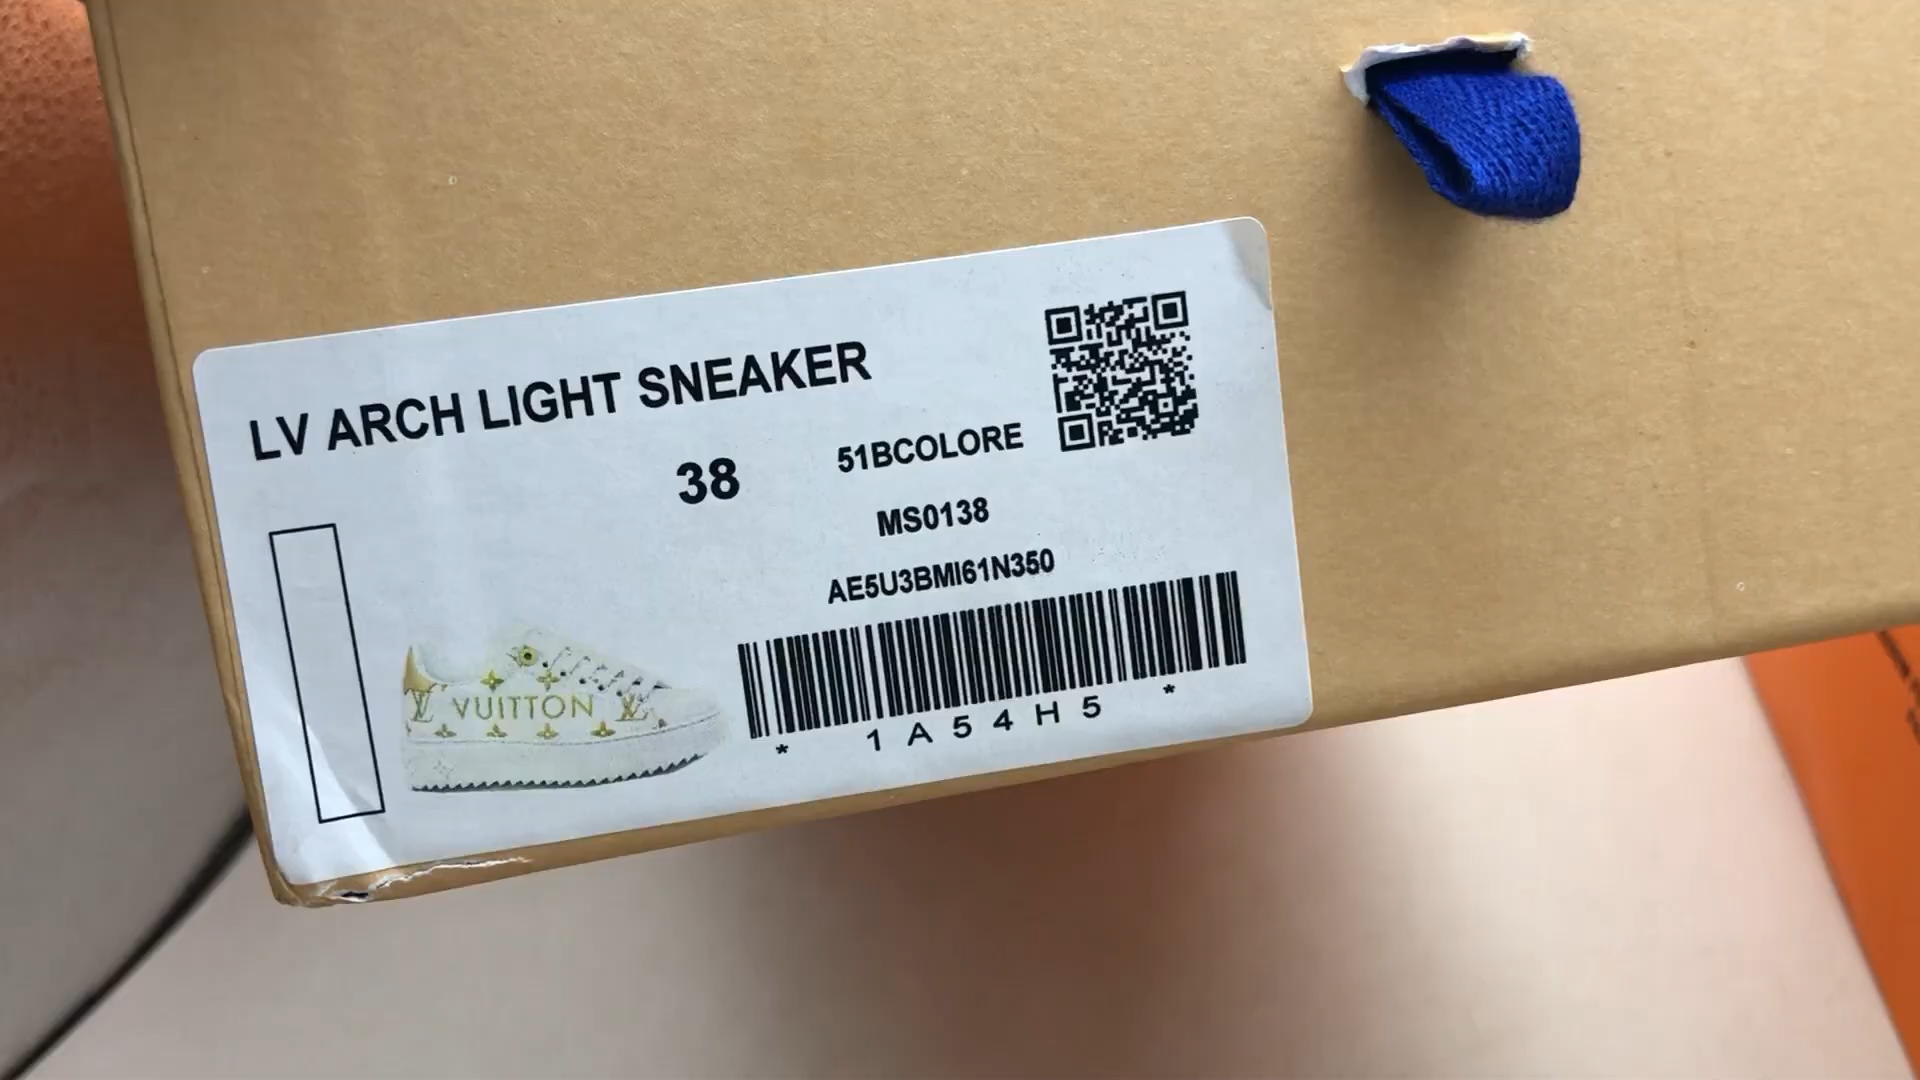 LV ARCH LIGHT SNEAKER
38
51BCOLORE
MS0138
AE5U3BMI61N350
VUITTON
* 1A54H5 *